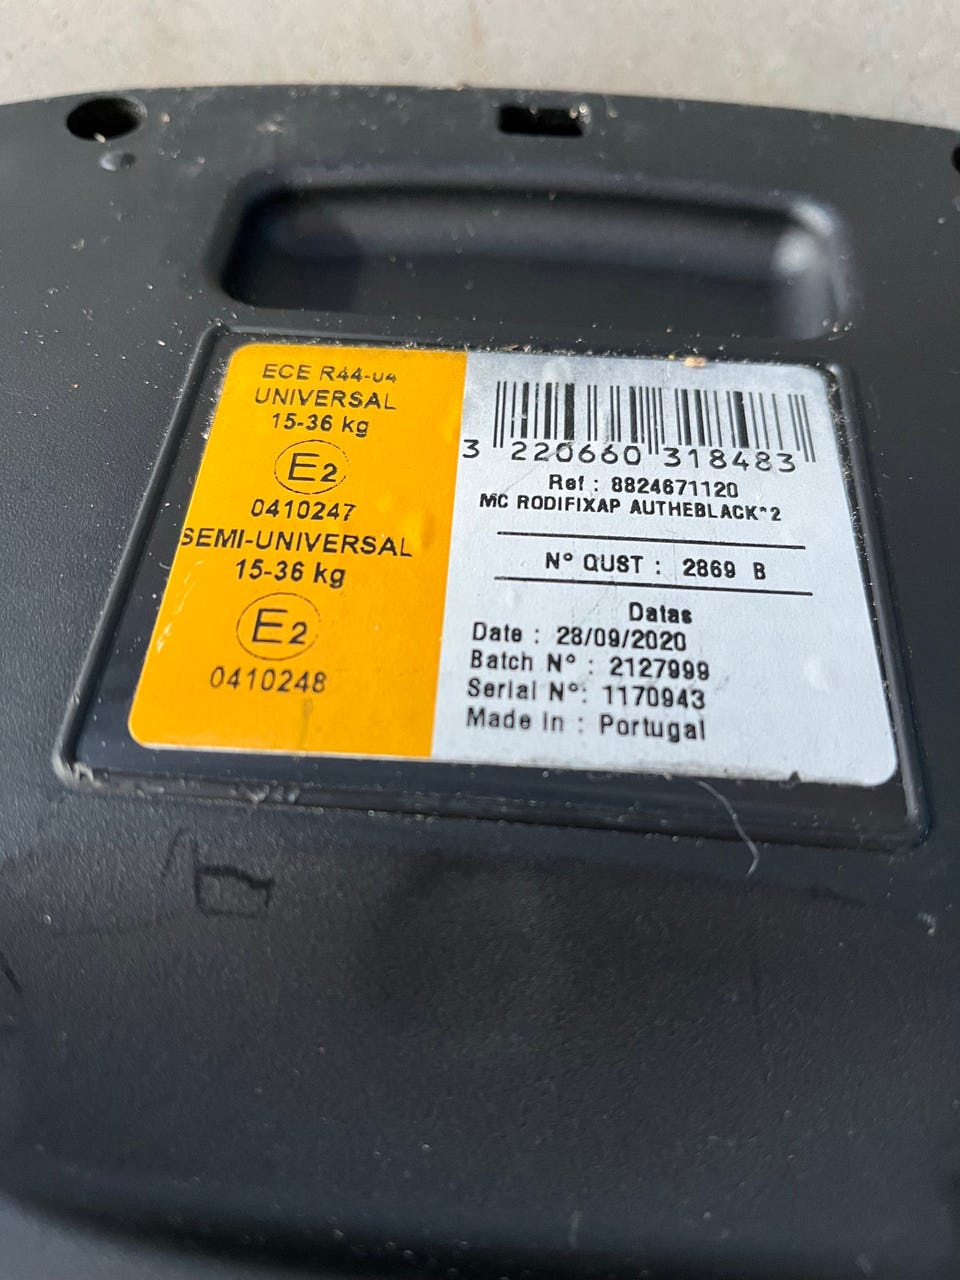 ECE R44-04
UNIVERSAL
15-36 kg
E2
0410247
SEMI-UNIVERSAL
15-36 kg
E2
0410248
3 220660 318483
Ref : 8824671120
MC RODIFIXAP AUTHEBLACK*2
N° QUST : 2869 B
Datas
Date : 28/09/2020
Batch N° : 2127999
Serial N°: 1170943
Made In : Portugal